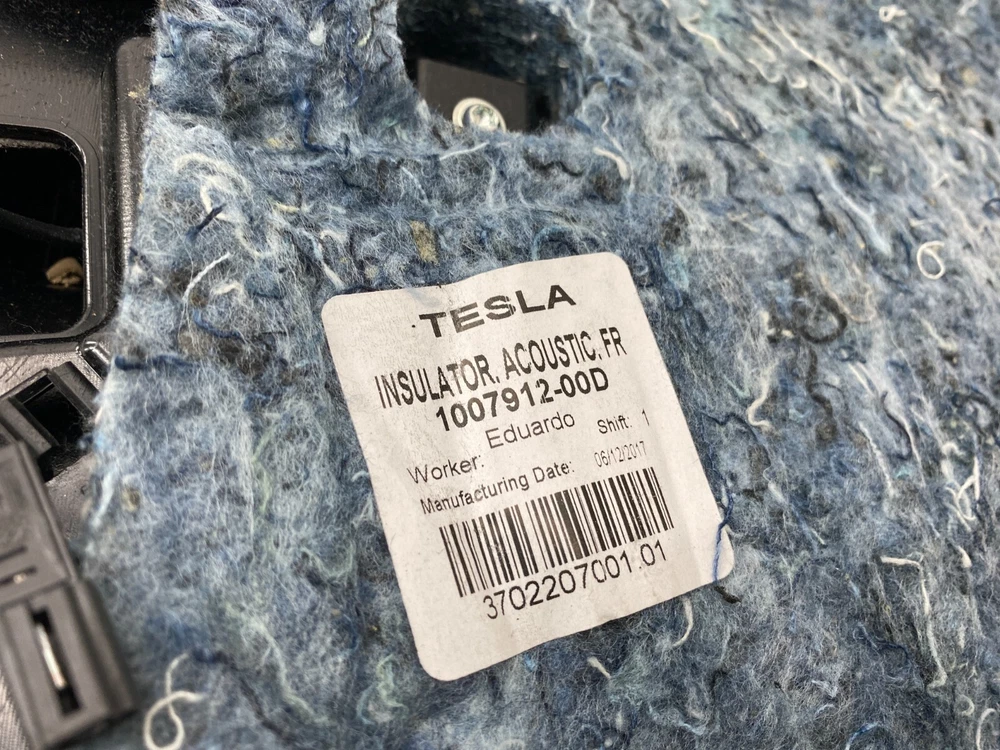 TESLA
INSULATOR, ACOUSTIC, FR
1007912-00D
Worker: Eduardo Shift: 1
Manufacturing Date: 06/12/2017
3702207001.01